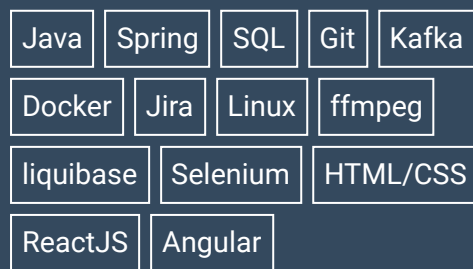 Java Spring SQL Git Kafka
Docker Jira Linux ffmpeg
liquibase Selenium HTML/CSS
ReactJS Angular